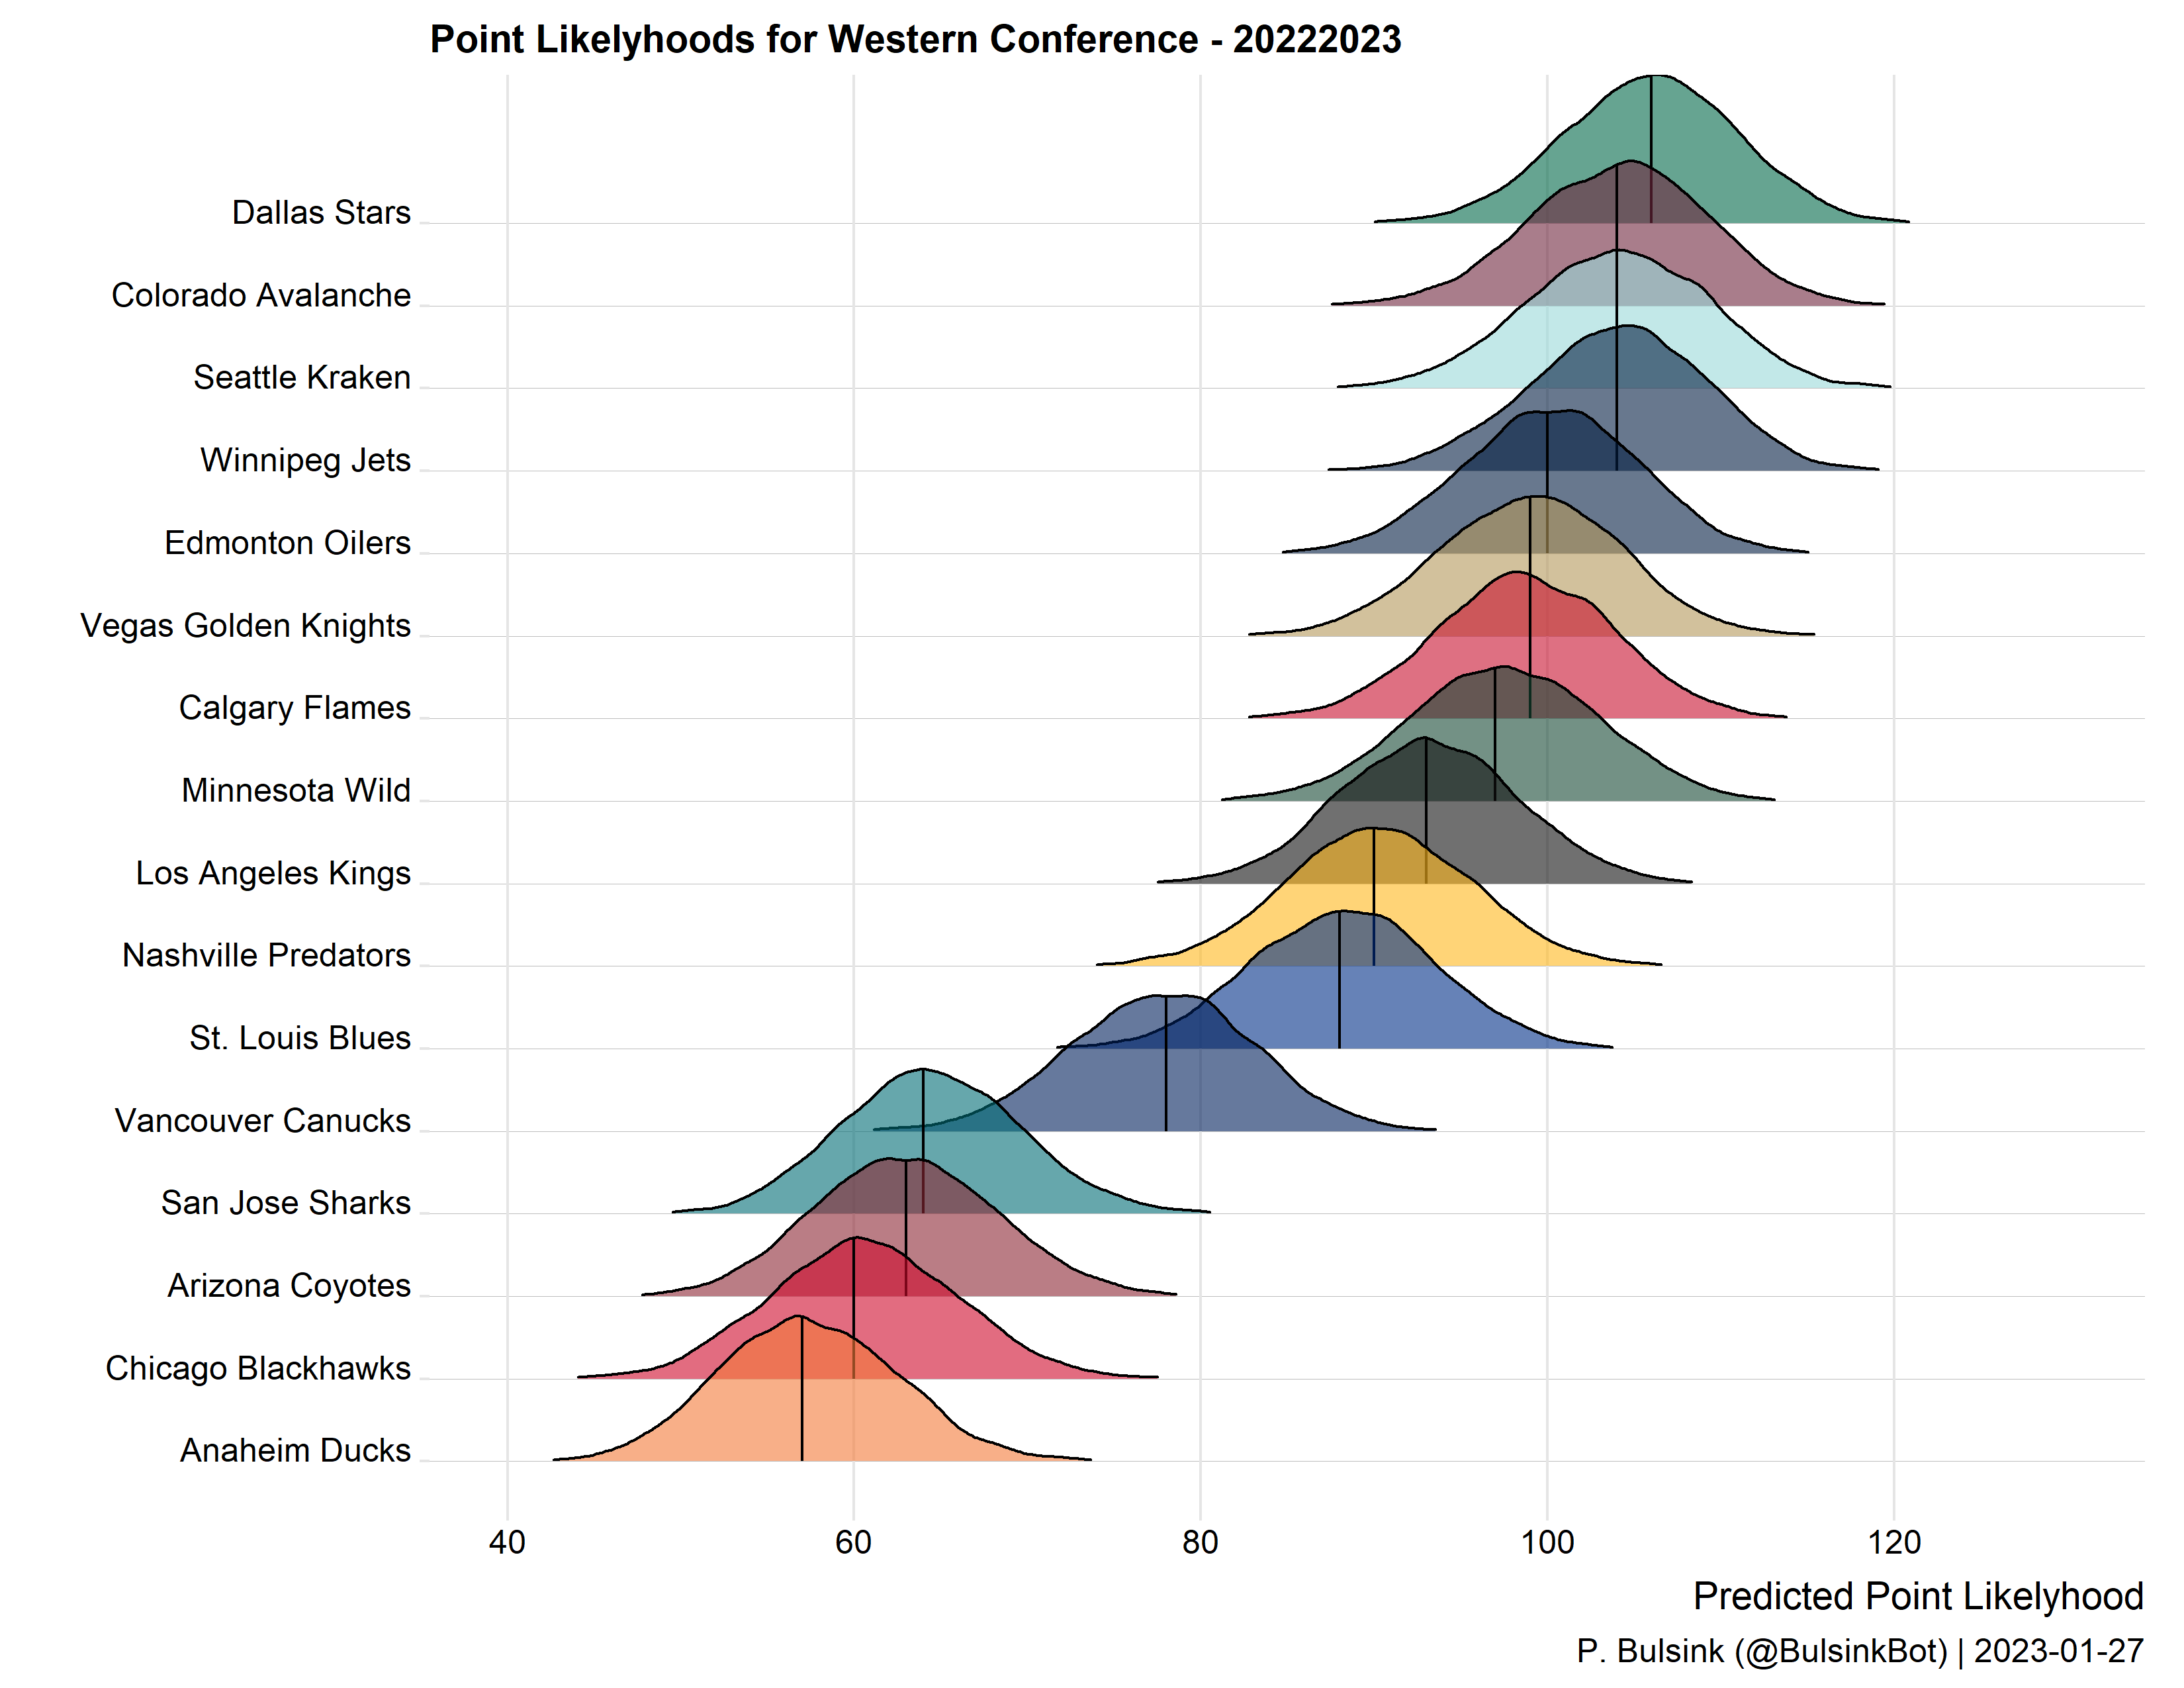 Point Likelyhoods for Western Conference - 20222023
Dallas Stars
Colorado Avalanche
Seattle Kraken
Winnipeg Jets
Edmonton Oilers
Vegas Golden Knights
Calgary Flames
Minnesota Wild
Los Angeles Kings
Nashville Predators
St. Louis Blues
Vancouver Canucks
San Jose Sharks
Arizona Coyotes
Chicago Blackhawks
Anaheim Ducks
40 60 80 100 120
Predicted Point Likelyhood
P. Bulsink (@BulsinkBot) | 2023-01-27